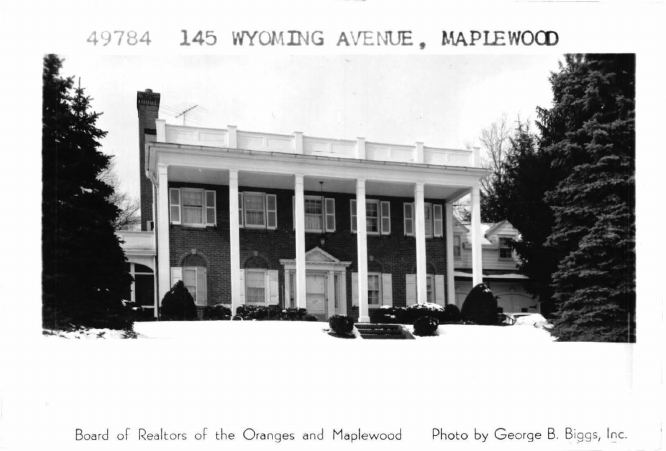 49784 145 WYOMING AVENUE, MAPLEWOOD
Board of Realtors of the Oranges and Maplewood Photo by George B. Biggs, Inc.